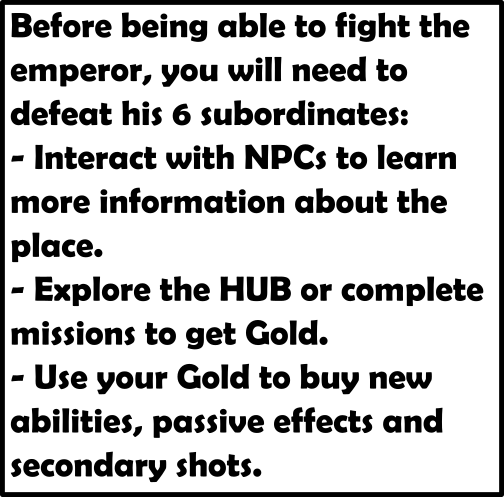 Before being able to fight the
emperor, you will need to
defeat his 6 subordinates:
- Interact with NPCs to learn
more information about the
place.
- Explore the HUB or complete
missions to get Gold.
- Use your Gold to buy new
abilities, passive effects and
secondary shots.